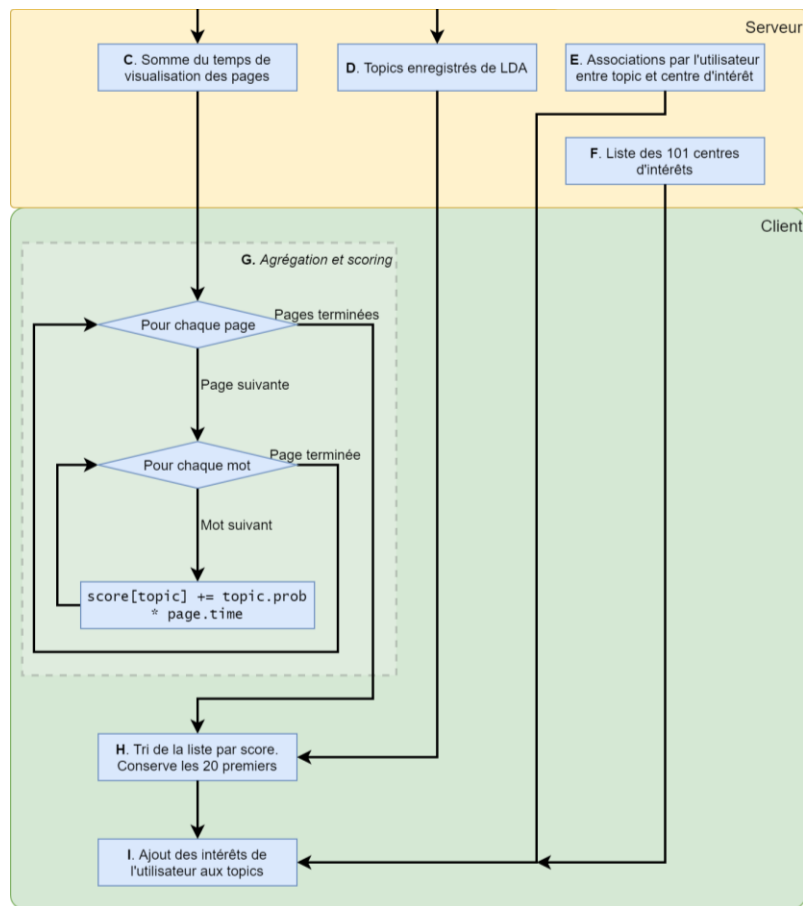 Serveur
C. Somme du temps de
visualisation des pages
D. Topics enregistrés de LDA
E. Associations par l'utilisateur
entre topic et centre d'intérêt
F. Liste des 101 centres
d'intérêts
Client
G. Agrégation et scoring
Pour chaque page
Pages terminées
Page suivante
Pour chaque mot
Page terminée
Mot suivant
score[topic] += topic.prob
* page.time
H. Tri de la liste par score.
Conserve les 20 premiers
I. Ajout des intérêts de
l'utilisateur aux topics